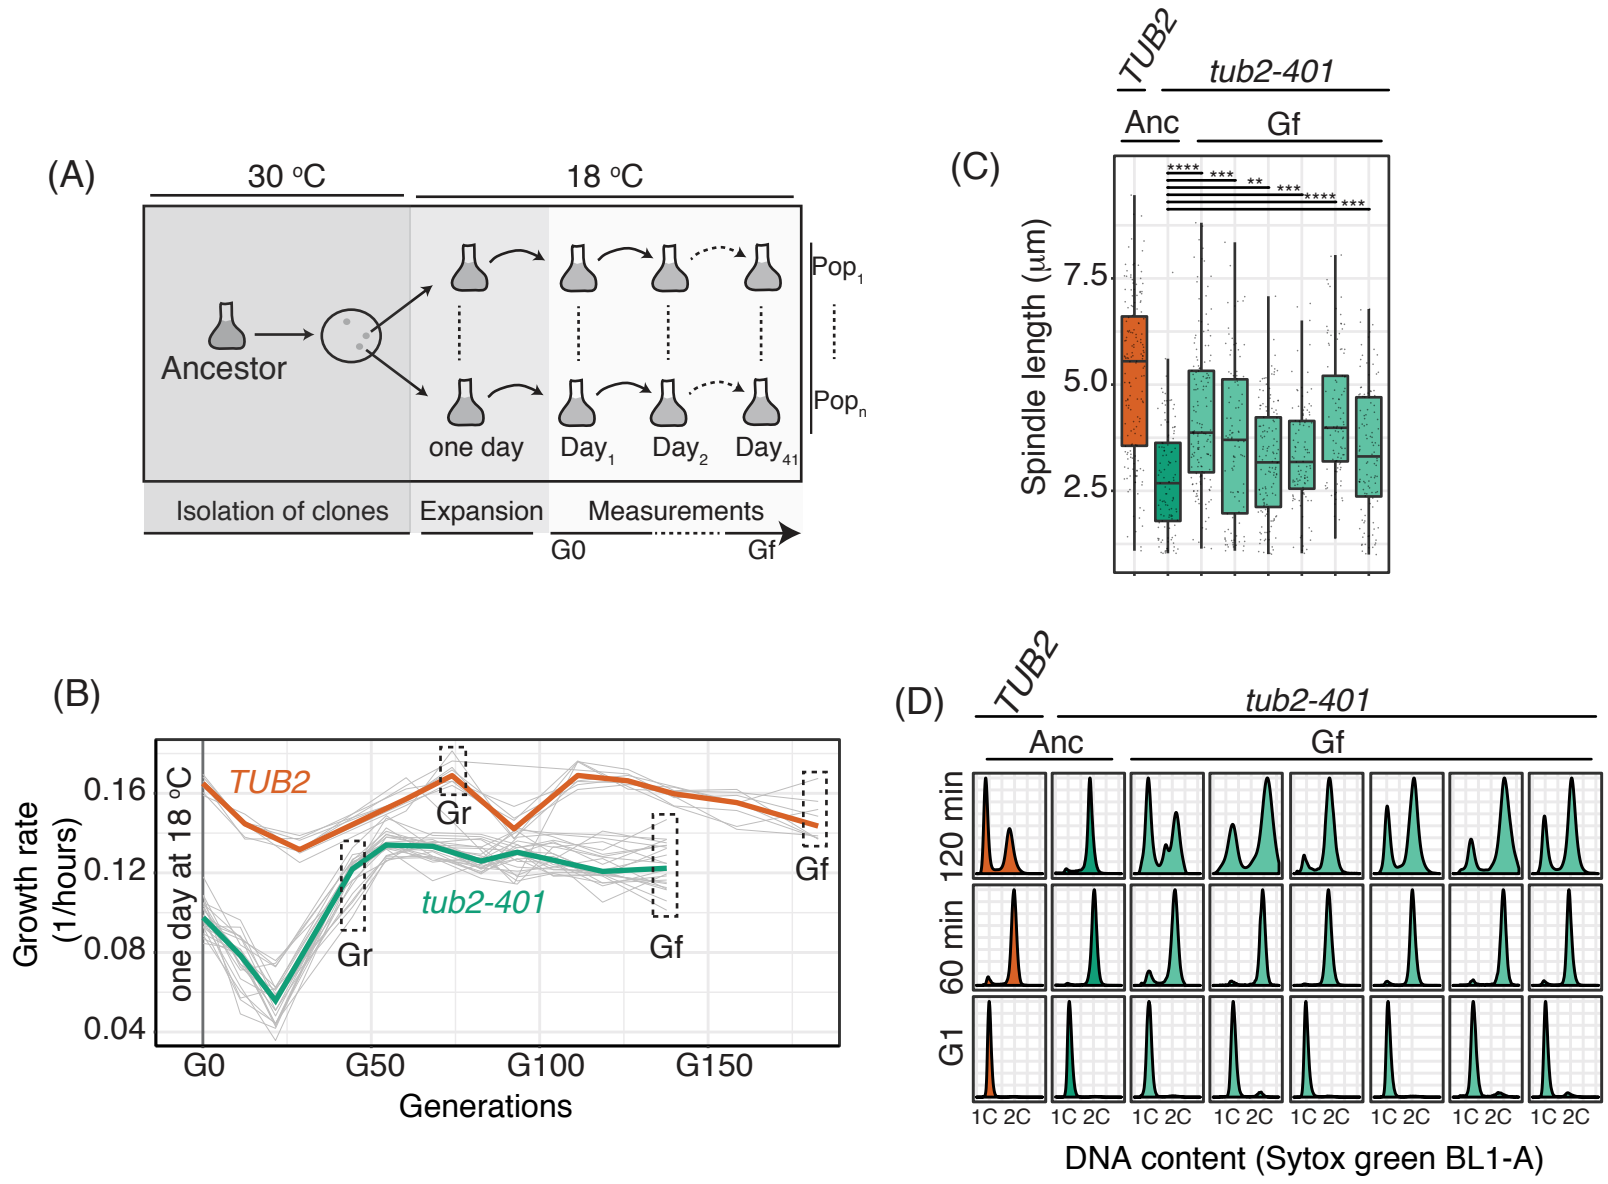 (A)
30 °C
18 °C
Ancestor
one day
Day1
Day2
Day41
Pop1
Popn
Isolation of clones
Expansion
Measurements
G0
Gf
(B)
Growth rate
(1/hours)
0.16
0.12
0.08
0.04
one day at 18 °C
TUB2
tub2-401
Gr
Gf
Gr
Gf
G0
G50
G100
G150
Generations
(C)
TUB2
tub2-401
Anc
Gf
Spindle length (μm)
7.5
5.0
2.5
****
***
**
***
****
***
(D)
TUB2
tub2-401
Anc
Gf
120 min
60 min
G1
1C 2C
1C 2C
1C 2C
1C 2C
1C 2C
1C 2C
1C 2C
1C 2C
DNA content (Sytox green BL1-A)